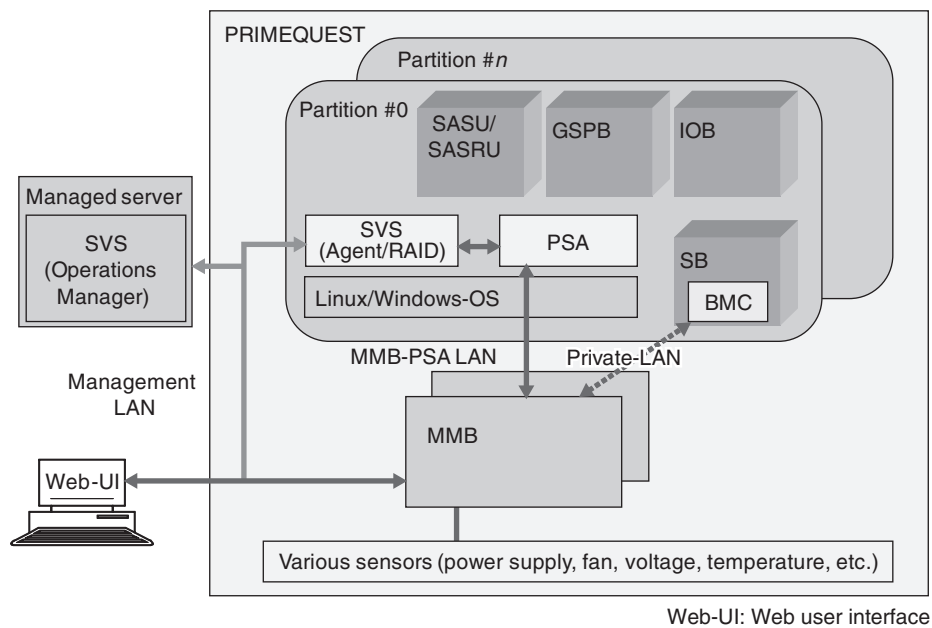 PRIMEQUEST
Partition #n
Partition #0
SASU/
SASRU
GSPB
IOB
Managed server
SVS
(Operations
Manager)
SVS
(Agent/RAID)
PSA
SB
BMC
Linux/Windows-OS
MMB-PSA LAN
Private-LAN
Management
LAN
MMB
Web-UI
Various sensors (power supply, fan, voltage, temperature, etc.)
Web-UI: Web user interface